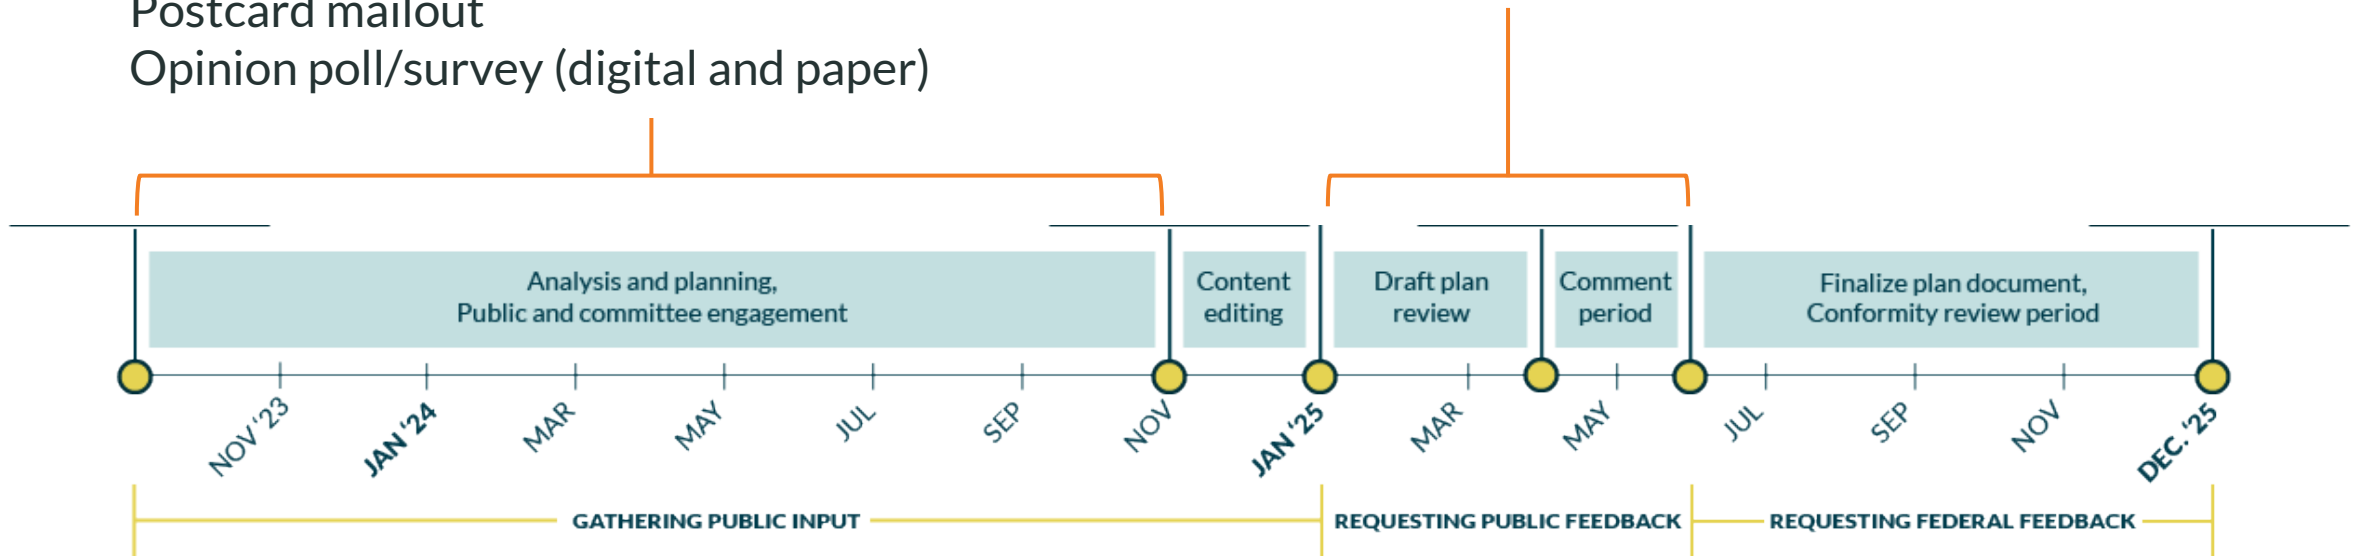 Postcard mailout
Opinion poll/survey (digital and paper)
Analysis and planning,
Public and committee engagement
Content
editing
Draft plan
review
Comment
period
Finalize plan document,
Conformity review period
NOV '23
JAN '24
MAR
MAY
JUL
SEP
NOV
JAN '25
MAR
MAY
JUL
SEP
NOV
DEC. '25
GATHERING PUBLIC INPUT
REQUESTING PUBLIC FEEDBACK
REQUESTING FEDERAL FEEDBACK